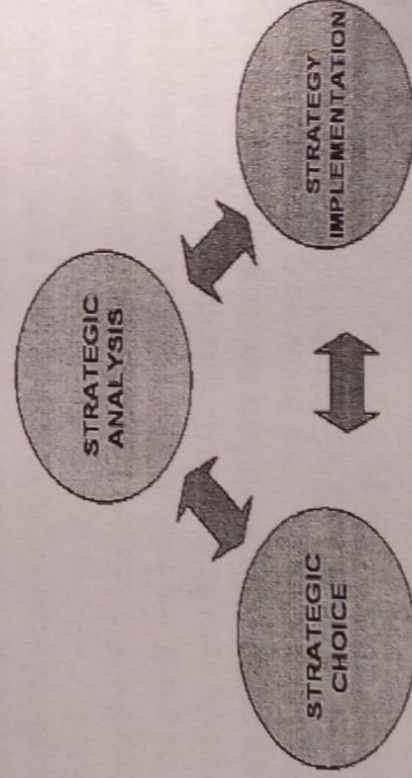 STRATEGIC
ANALYSIS
STRATEGIC
CHOICE
STRATEGY
IMPLEMENTATION